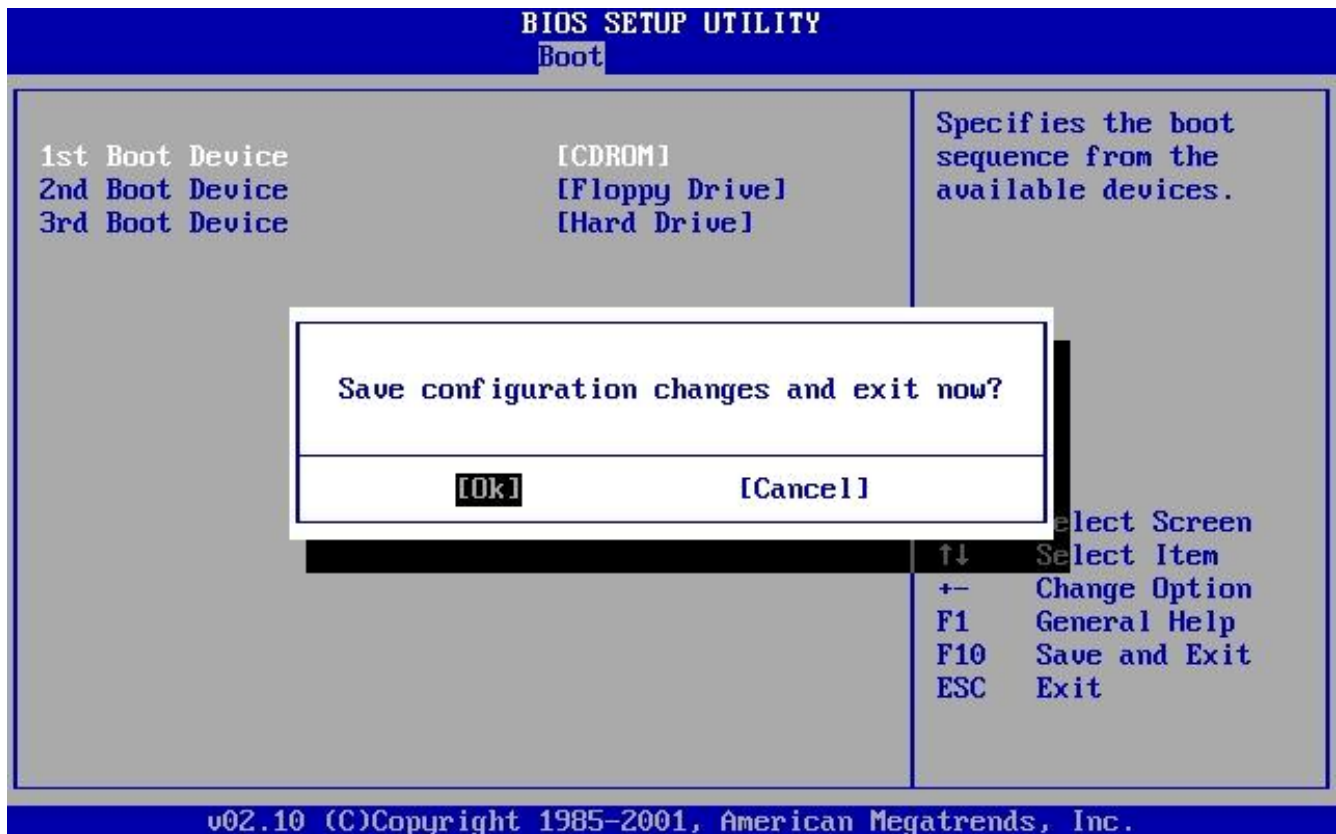 BIOS SETUP UTILITY
Boot
1st Boot Device [CDROM]
2nd Boot Device [Floppy Drive]
3rd Boot Device [Hard Drive]
Specifies the boot
sequence from the
available devices.
Save configuration changes and exit now?
[Ok] [Cancel]
elect Screen
↑↓ Select Item
+- Change Option
F1 General Help
F10 Save and Exit
ESC Exit
v02.10 (C)Copyright 1985-2001, American Megatrends, Inc.